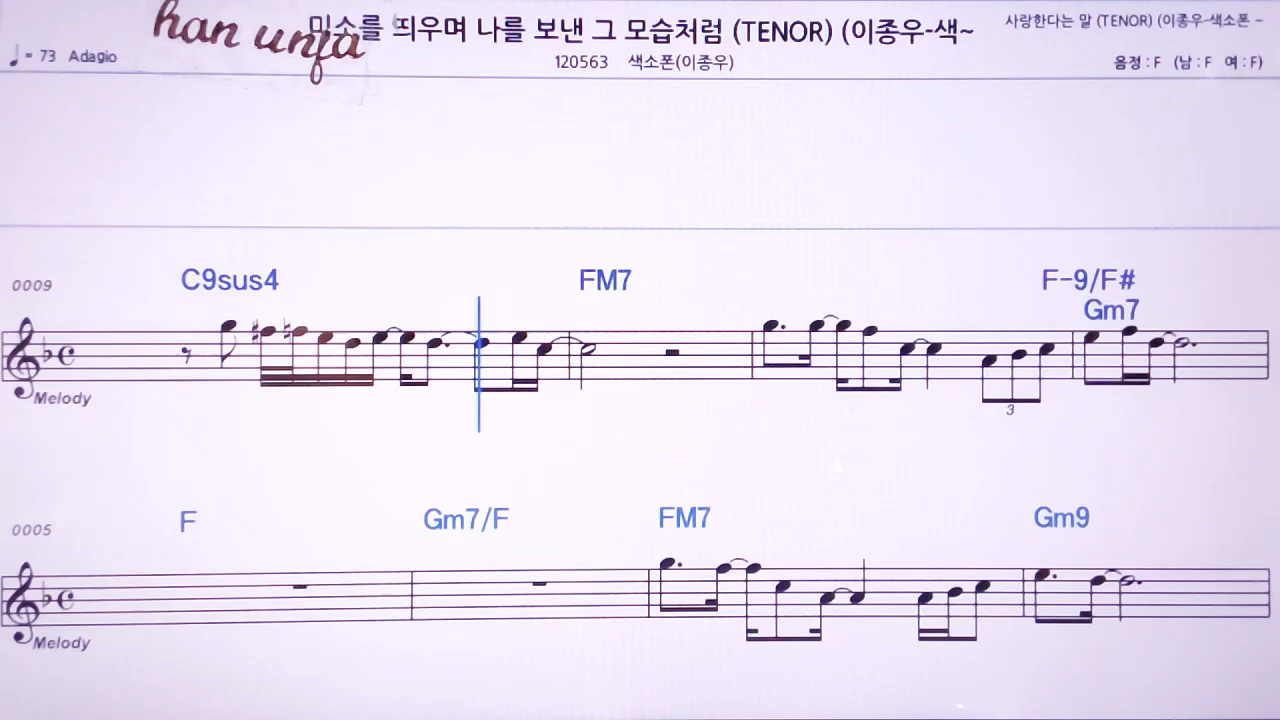 han unfa
미소를 띄우며 나를 보낸 그 모습처럼 (TENOR) (이종우-색~
사랑한다는 말 (TENOR) (이종우-색소폰 ~
♩ = 73 Adagio
120563 색소폰(이종우)
음정 : F (남 : F 여 : F)
0009
C9sus4 FM7 F-9/F#
Gm7
Melody
3
0005
F Gm7/F FM7 Gm9
Melody